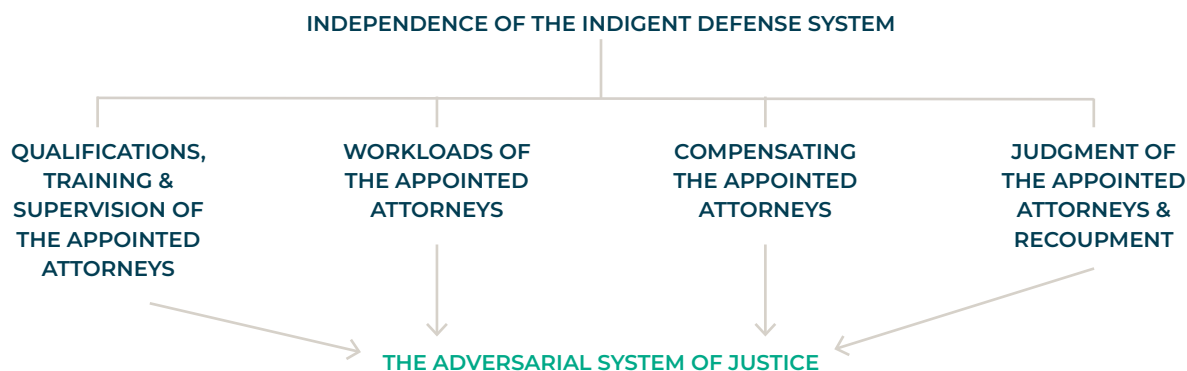 INDEPENDENCE OF THE INDIGENT DEFENSE SYSTEM
QUALIFICATIONS,
TRAINING &
SUPERVISION OF
THE APPOINTED
ATTORNEYS
WORKLOADS OF
THE APPOINTED
ATTORNEYS
COMPENSATING
THE APPOINTED
ATTORNEYS
JUDGMENT OF
THE APPOINTED
ATTORNEYS &
RECOUPMENT
THE ADVERSARIAL SYSTEM OF JUSTICE